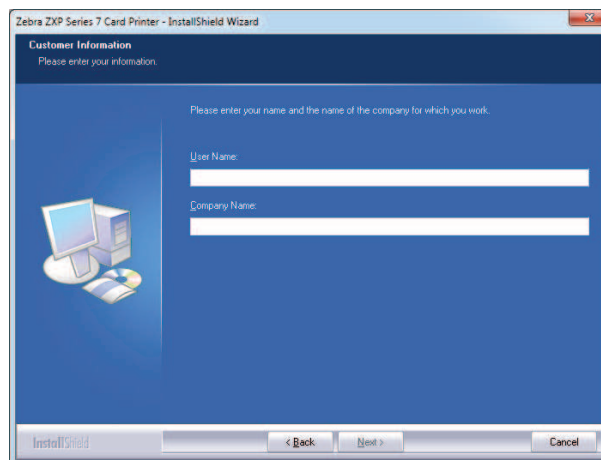 Zebra ZXP Series 7 Card Printer - InstallShield Wizard
Customer Information
Please enter your information.
Please enter your name and the name of the company for which you work.
User Name:
Company Name:
InstallShield
< Back Next > Cancel